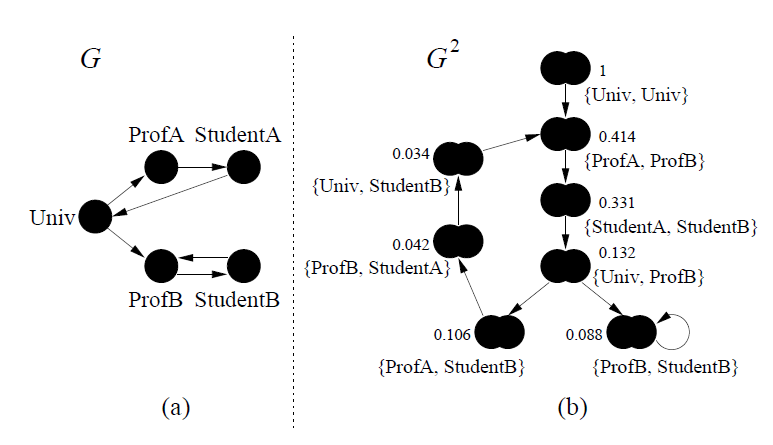 G
ProfA StudentA
Univ
ProfB StudentB
(a)
G²
1
{Univ, Univ}
0.414
{ProfA, ProfB}
0.034
{Univ, StudentB}
0.331
{StudentA, StudentB}
0.042
{ProfB, StudentA}
0.132
{Univ, ProfB}
0.106
{ProfA, StudentB}
0.088
{ProfB, StudentB}
(b)